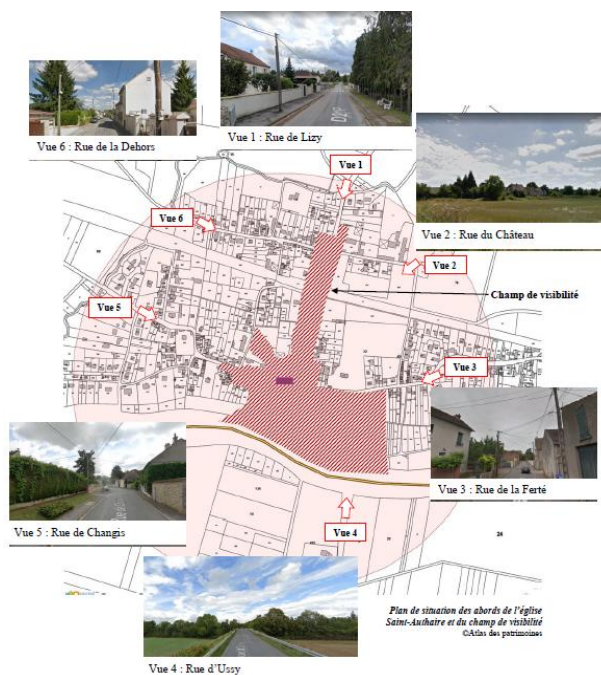 Vue 6 : Rue de la Dehors
Vue 1 : Rue de Lizy
Vue 1
Vue 6
Vue 2 : Rue du Château
Vue 2
Champ de visibilité
Vue 5
Vue 3
Vue 3 : Rue de la Ferté
Vue 5 : Rue de Changis
Vue 4
Vue 4 : Rue d'Ussy
Plan de situation des abords de l'église
Saint-Authaire et du champ de visibilité
©Atlas des patrimoines